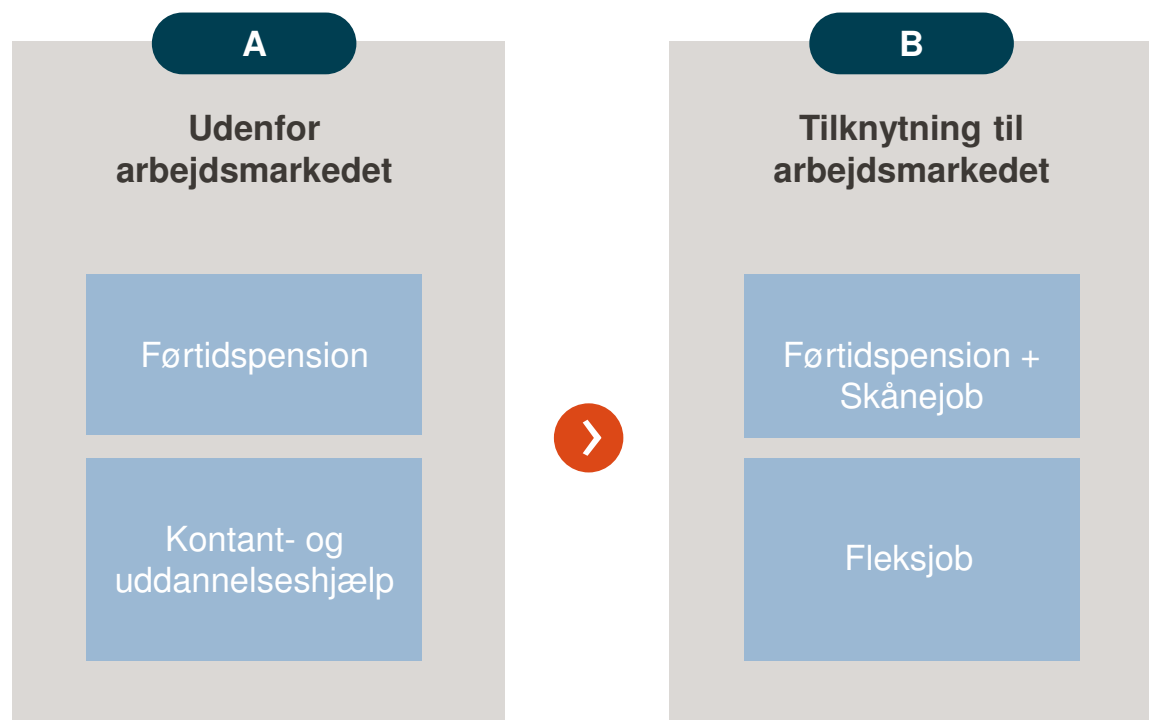 A
Udenfor
arbejdsmarkedet
Førtidspension
Kontant- og
uddannelseshjælp
B
Tilknytning til
arbejdsmarkedet
Førtidspension +
Skånejob
Fleksjob